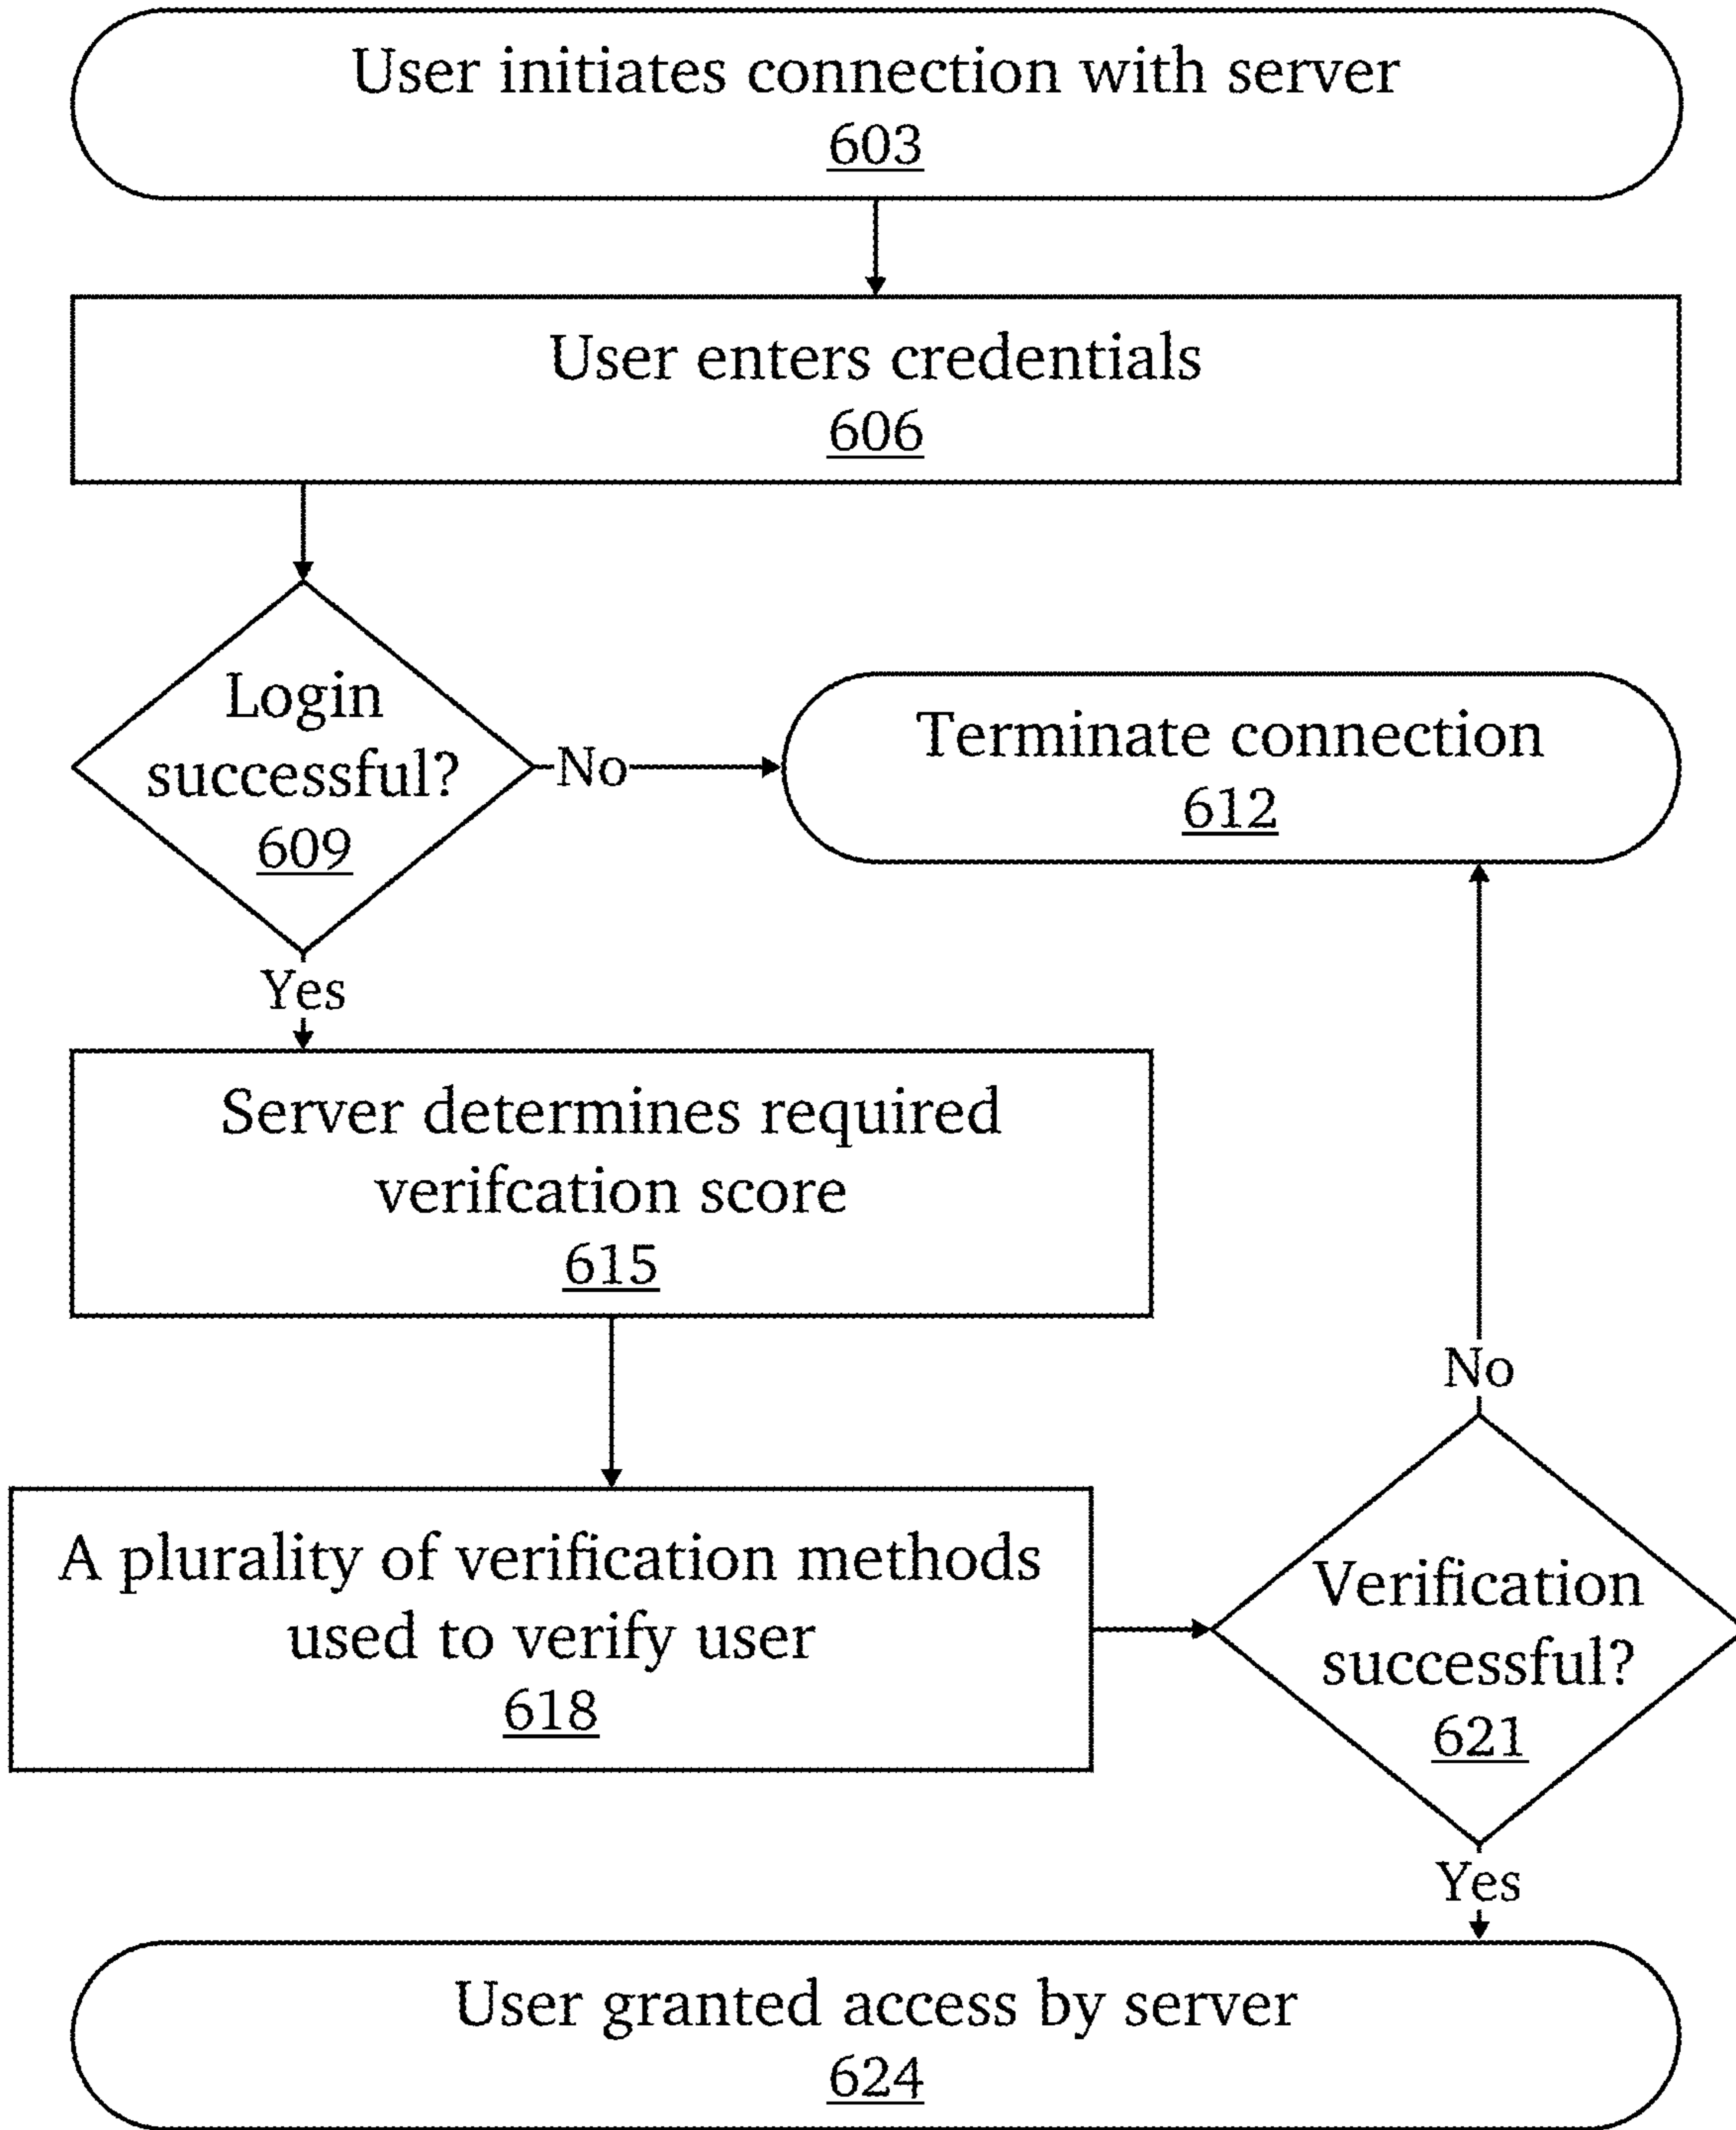 User initiates connection with server
603
User enters credentials
606
Login
successful?
609
No
Terminate connection
612
Yes
Server determines required
verifcation score
615
No
A plurality of verification methods
used to verify user
618
Verification
successful?
621
Yes
User granted access by server
624